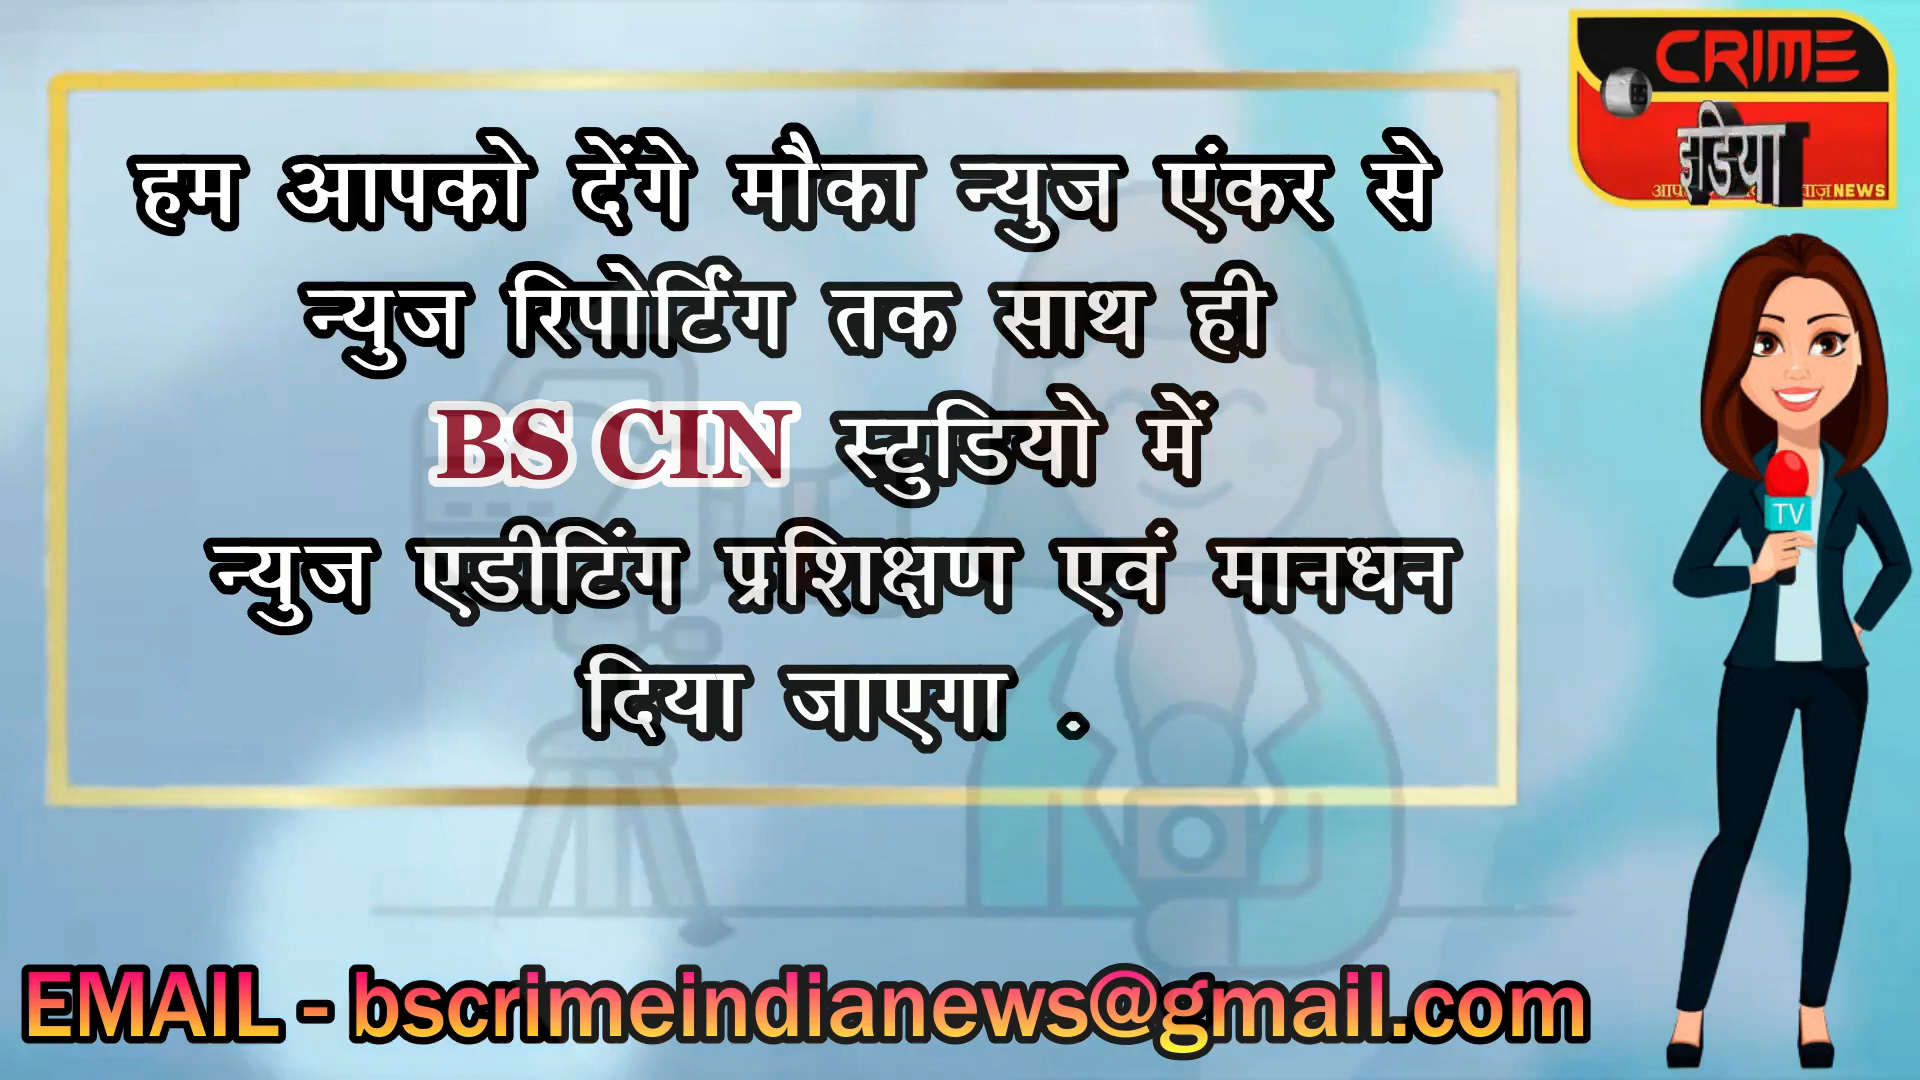 CRIME
इंडिया
NEWS
हम आपको देंगे मौका न्युज एंकर से
न्युज रिपोर्टिंग तक साथ ही
BS CIN स्टुडियो में
न्युज एडीटिंग प्रशिक्षण एवं मानधन
दिया जाएगा .
TV
EMAIL - bscrimeindianews@gmail.com